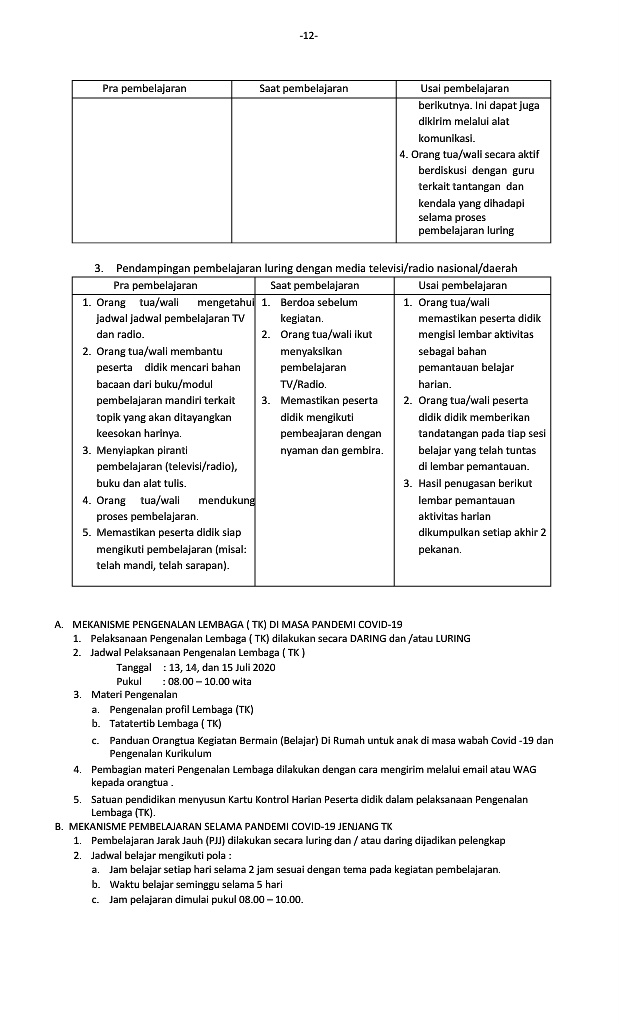 -12-
Pra pembelajaran
Saat pembelajaran
Usai pembelajaran
berikutnya. Ini dapat juga
dikirim melalui alat
komunikasi.
4. Orang tua/wali secara aktif
berdiskusi dengan guru
terkait tantangan dan
kendala yang dihadapi
selama proses
pembelajaran luring
3. Pendampingan pembelajaran luring dengan media televisi/radio nasional/daerah
Pra pembelajaran
Saat pembelajaran
Usai pembelajaran
1. Orang tua/wali mengetahui
jadwal jadwal pembelajaran TV
dan radio.
2. Orang tua/wali membantu
peserta didik mencari bahan
bacaan dari buku/modul
pembelajaran mandiri terkait
topik yang akan ditayangkan
keesokan harinya.
3. Menyiapkan piranti
pembelajaran (televisi/radio),
buku dan alat tulis.
4. Orang tua/wali mendukung
proses pembelajaran.
5. Memastikan peserta didik siap
mengikuti pembelajaran (misal:
telah mandi, telah sarapan).
1. Berdoa sebelum
kegiatan.
2. Orang tua/wali ikut
menyaksikan
pembelajaran
TV/Radio.
3. Memastikan peserta
didik mengikuti
pembeajaran dengan
nyaman dan gembira.
1. Orang tua/wali
memastikan peserta didik
mengisi lembar aktivitas
sebagai bahan
pemantauan belajar
harian.
2. Orang tua/wali peserta
didik didik memberikan
tandatangan pada tiap sesi
belajar yang telah tuntas
di lembar pemantauan.
3. Hasil penugasan berikut
lembar pemantauan
aktivitas harian
dikumpulkan setiap akhir 2
pekanan.
A. MEKANISME PENGENALAN LEMBAGA ( TK) DI MASA PANDEMI COVID-19
1. Pelaksanaan Pengenalan Lembaga ( TK) dilakukan secara DARING dan /atau LURING
2. Jadwal Pelaksanaan Pengenalan Lembaga ( TK )
Tanggal : 13, 14, dan 15 Juli 2020
Pukul : 08.00 – 10.00 wita
3. Materi Pengenalan
a. Pengenalan profil Lembaga (TK)
b. Tatatertib Lembaga ( TK)
c. Panduan Orangtua Kegiatan Bermain (Belajar) Di Rumah untuk anak di masa wabah Covid -19 dan
Pengenalan Kurikulum
4. Pembagian materi Pengenalan Lembaga dilakukan dengan cara mengirim melalui email atau WAG
kepada orangtua .
5. Satuan pendidikan menyusun Kartu Kontrol Harian Peserta didik dalam pelaksanaan Pengenalan
Lembaga (TK).
B. MEKANISME PEMBELAJARAN SELAMA PANDEMI COVID-19 JENJANG TK
1. Pembelajaran Jarak Jauh (PJJ) dilakukan secara luring dan / atau daring dijadikan pelengkap
2. Jadwal belajar mengikuti pola :
a. Jam belajar setiap hari selama 2 jam sesuai dengan tema pada kegiatan pembelajaran.
b. Waktu belajar seminggu selama 5 hari
c. Jam pelajaran dimulai pukul 08.00 – 10.00.